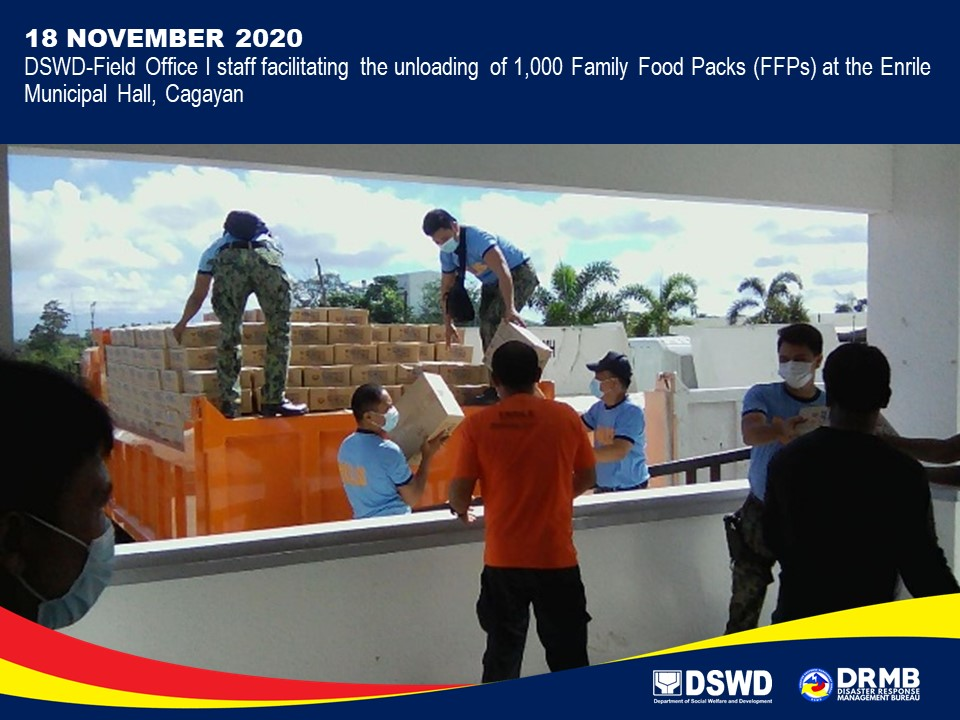 18 NOVEMBER 2020
DSWD-Field Office I staff facilitating the unloading of 1,000 Family Food Packs (FFPs) at the Enrile
Municipal Hall, Cagayan
DSWD
Department of Social Welfare and Development
DRMB
DISASTER RESPONSE
MANAGEMENT BUREAU